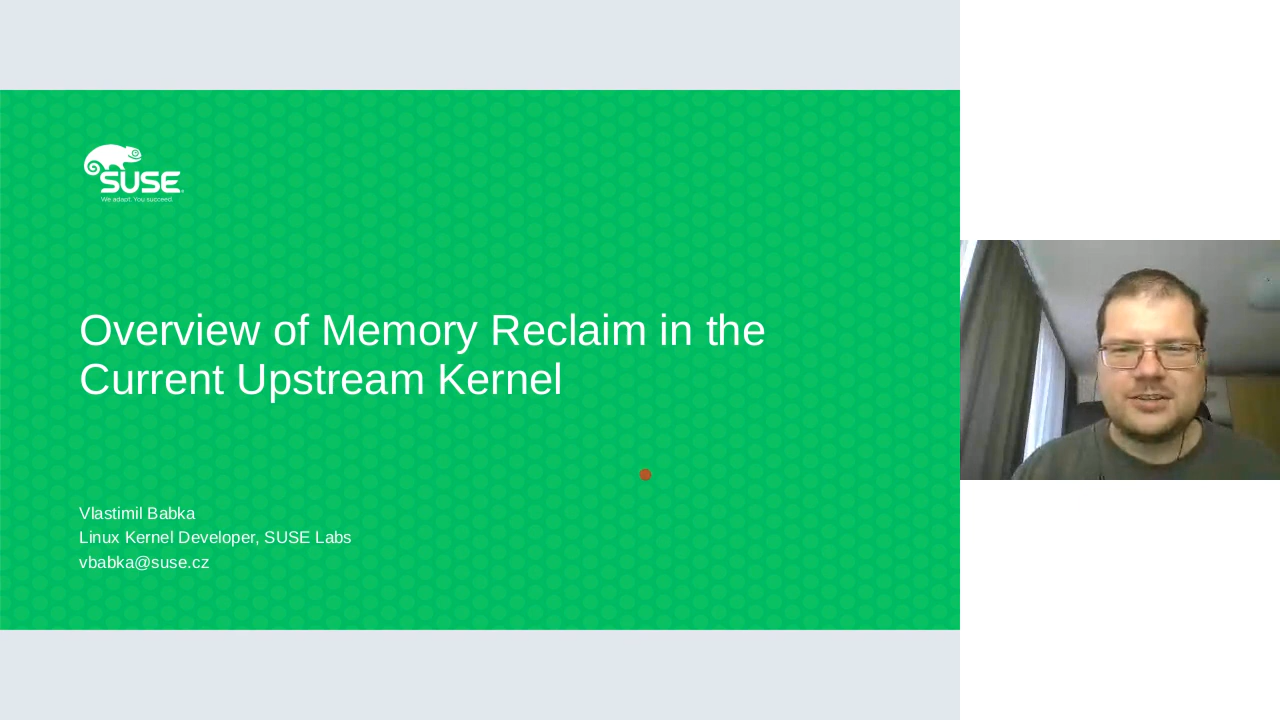 SUSE
We adapt. You succeed.
Overview of Memory Reclaim in the
Current Upstream Kernel
Vlastimil Babka
Linux Kernel Developer, SUSE Labs
vbabka@suse.cz